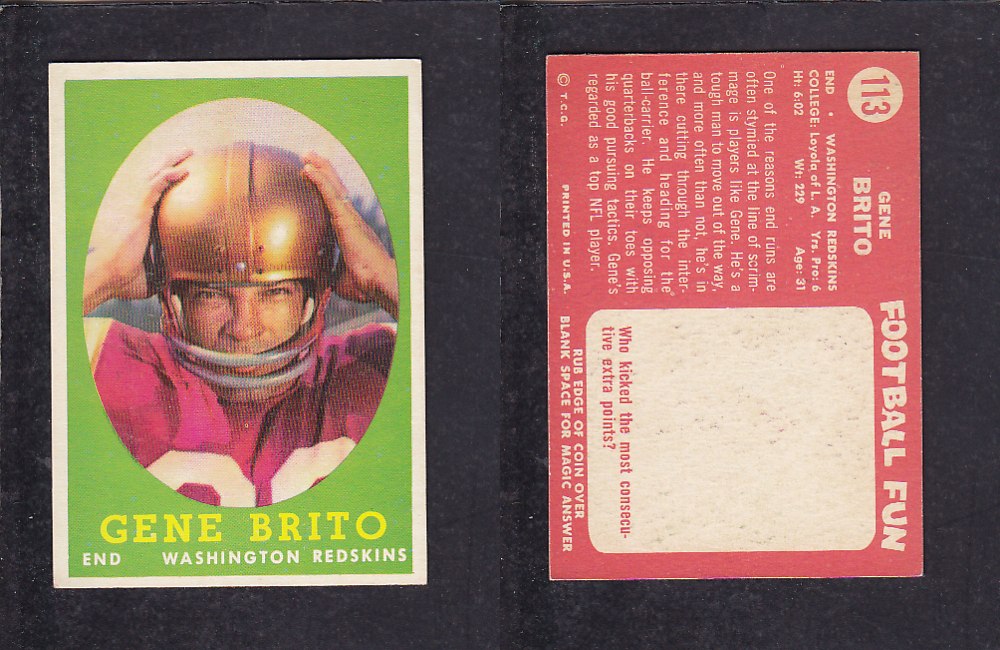 GENE BRITO
END WASHINGTON REDSKINS
113
GENE
BRITO
END • WASHINGTON REDSKINS
COLLEGE: Loyola of L. A. Yrs. Pro: 6
Ht: 6:02 Wt: 229 Age: 31
One of the reasons end runs are
often stymied at the line of scrim-
mage is players like Gene. He's a
tough man to move out of the way,
and more often than not, he's in
there cutting through the inter-
ference and heading for the
ball-carrier. He keeps opposing
quarterbacks on their toes with
his good pursuing tactics. Gene's
regarded as a top NFL player.
© T.C.G. PRINTED IN U.S.A.
FOOTBALL FUN
Who kicked the most consecu-
tive extra points?
RUB EDGE OF COIN OVER
BLANK SPACE FOR MAGIC ANSWER